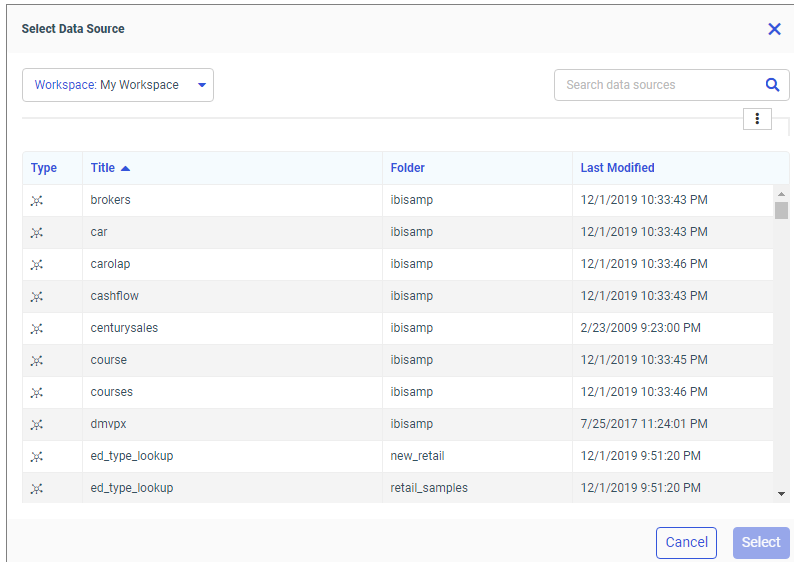 Select Data Source
Workspace: My Workspace
Search data sources
Type Title Folder Last Modified
brokers ibisamp 12/1/2019 10:33:43 PM
car ibisamp 12/1/2019 10:33:43 PM
carolap ibisamp 12/1/2019 10:33:46 PM
cashflow ibisamp 12/1/2019 10:33:43 PM
centurysales ibisamp 2/23/2009 9:23:00 PM
course ibisamp 12/1/2019 10:33:45 PM
courses ibisamp 12/1/2019 10:33:46 PM
dmvpx ibisamp 7/25/2017 11:24:01 PM
ed_type_lookup new_retail 12/1/2019 9:51:20 PM
ed_type_lookup retail_samples 12/1/2019 9:51:20 PM
Cancel Select